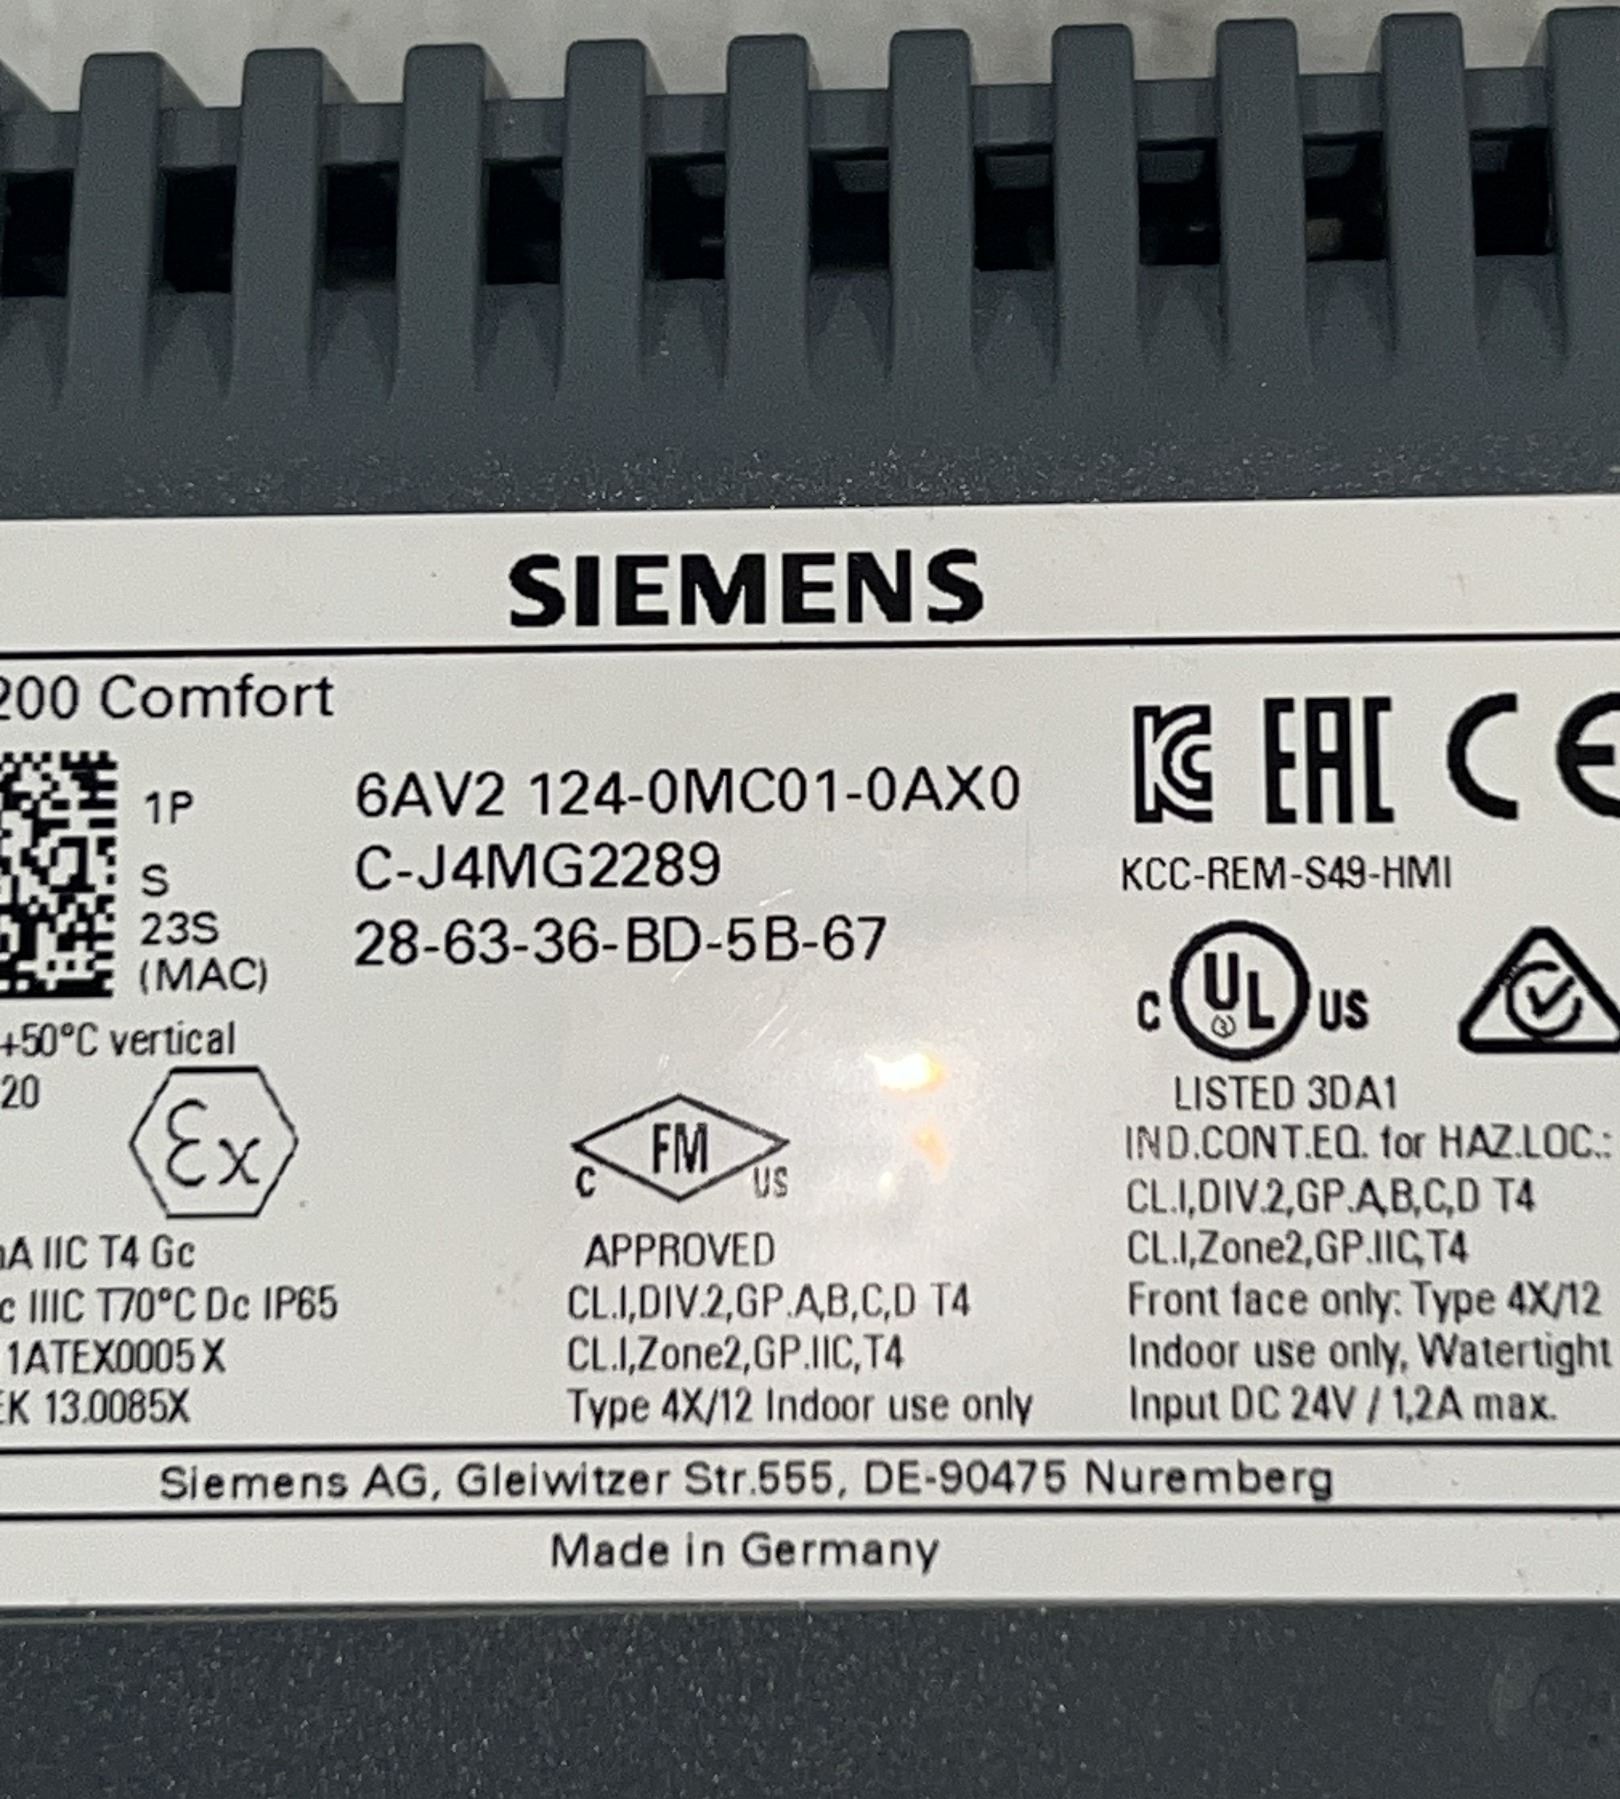 SIEMENS
200 Comfort
1P 6AV2 124-0MC01-0AX0
S C-J4MG2289
23S 28-63-36-BD-5B-67
(MAC)
+50°C vertical
20
Ex
A IIC T4 Gc
c IIIC T70°C Dc IP65
1ATEX0005 X
EK 13.0085X
C FM US
APPROVED
CL.I,DIV.2,GP.A,B,C,D T4
CL.I,Zone2,GP.IIC,T4
Type 4X/12 Indoor use only
KC EAC CE
KCC-REM-S49-HMI
C UL US
LISTED 3DA1
IND.CONT.EQ. for HAZ.LOC.:
CL.I,DIV.2,GP.A,B,C,D T4
CL.I,Zone2,GP.IIC,T4
Front face only: Type 4X/12
Indoor use only, Watertight
Input DC 24V / 1,2A max.
Siemens AG, Gleiwitzer Str.555, DE-90475 Nuremberg
Made in Germany